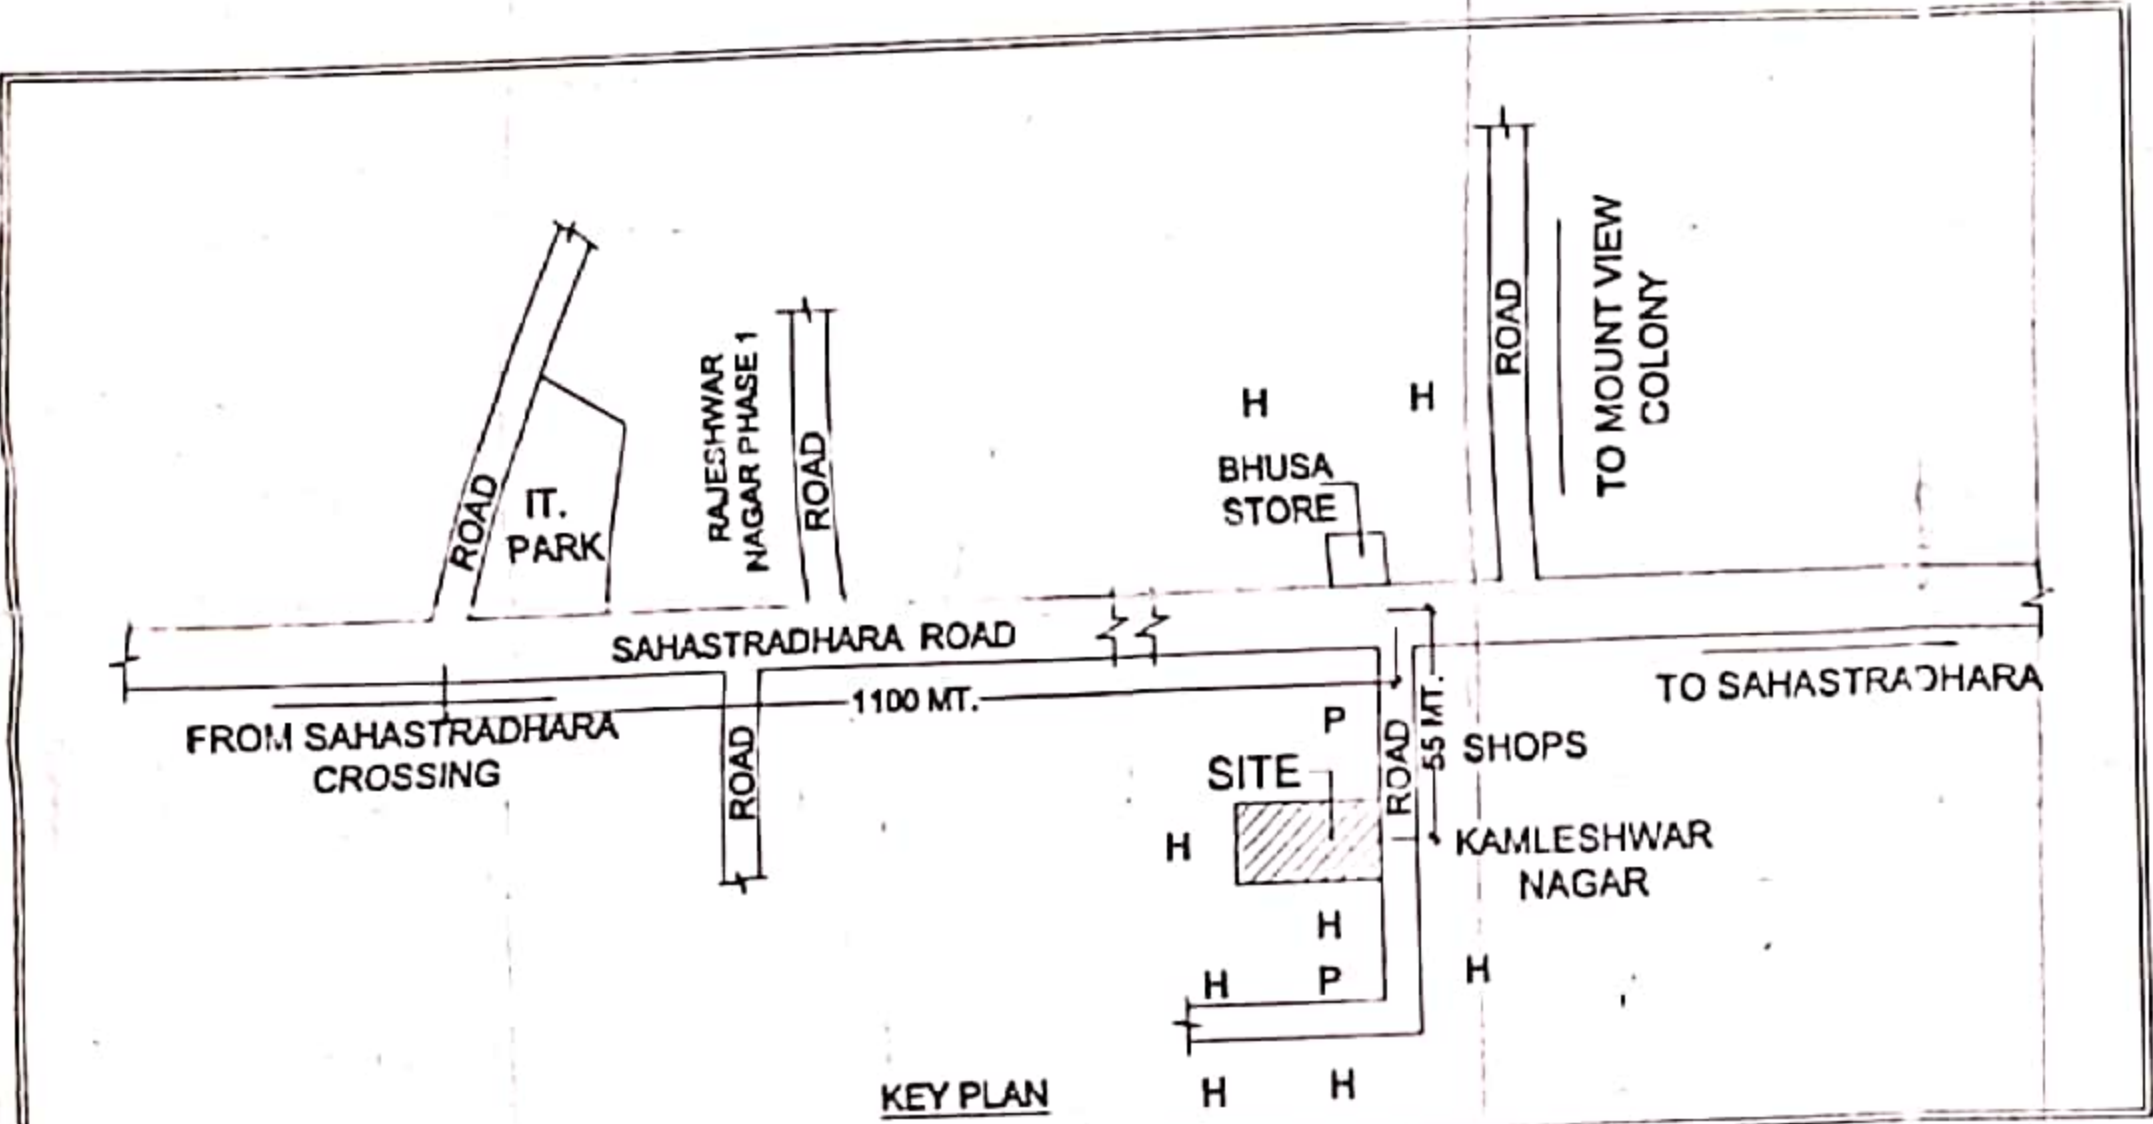 ROAD
TO MOUNT VIEW
COLONY
ROAD
IT.
PARK
RAJESHWAR
NAGAR PHASE 1
ROAD
H
H
BHUSA
STORE
SAHASTRADHARA ROAD
1100 MT.
FROM SAHASTRADHARA
CROSSING
ROAD
TO SAHASTRADHARA
P
ROAD
55 MT.
SHOPS
SITE
H
KAMLESHWAR
NAGAR
H
H
P
H
H
H
KEY PLAN